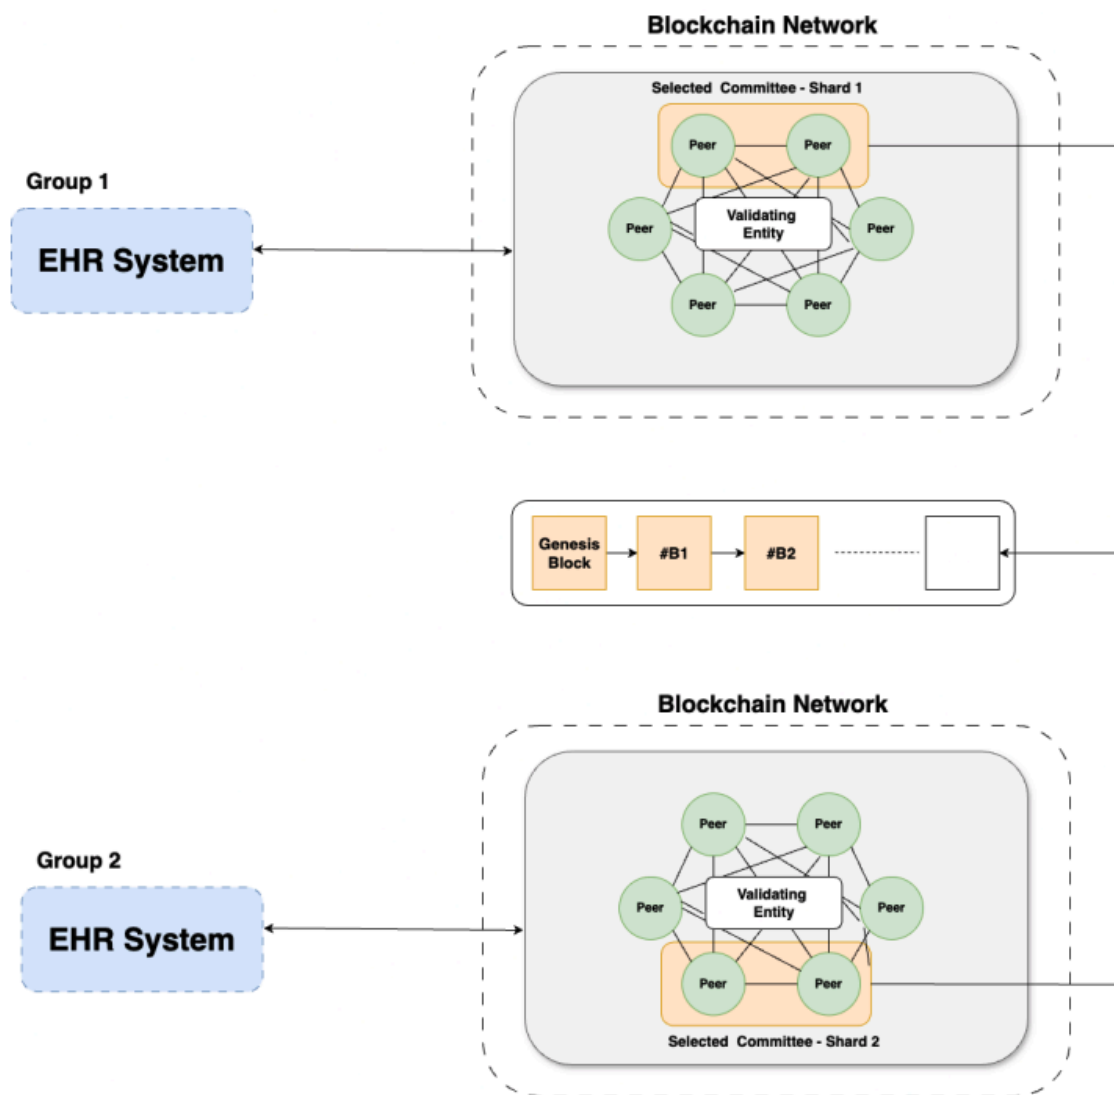 Blockchain Network
Selected Committee - Shard 1
Peer
Peer
Group 1
EHR System
Peer
Validating
Entity
Peer
Peer
Peer
Genesis
Block
#B1
#B2
Blockchain Network
Peer
Peer
Group 2
EHR System
Peer
Validating
Entity
Peer
Peer
Peer
Selected Committee - Shard 2